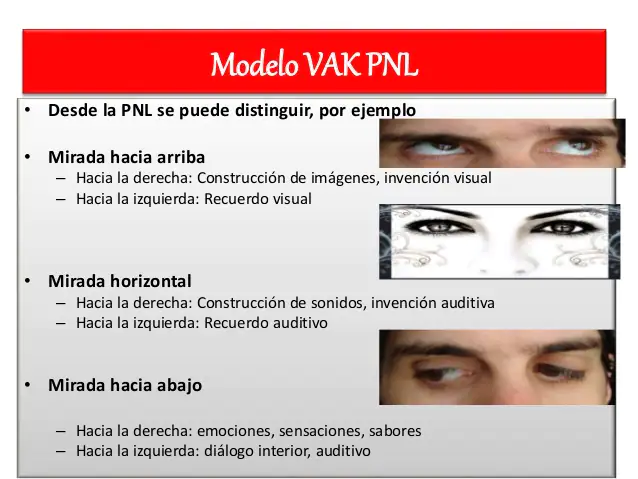 Modelo VAK PNL
• Desde la PNL se puede distinguir, por ejemplo
• Mirada hacia arriba
– Hacia la derecha: Construcción de imágenes, invención visual
– Hacia la izquierda: Recuerdo visual
• Mirada horizontal
– Hacia la derecha: Construcción de sonidos, invención auditiva
– Hacia la izquierda: Recuerdo auditivo
• Mirada hacia abajo
– Hacia la derecha: emociones, sensaciones, sabores
– Hacia la izquierda: diálogo interior, auditivo